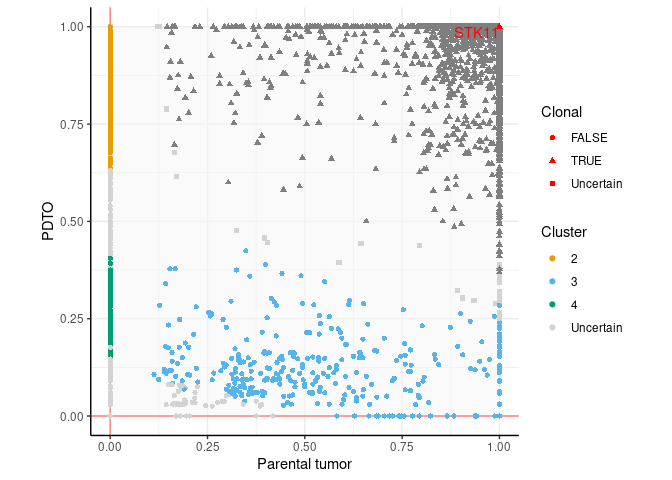 1.00
0.75
0.50
0.25
0.00
PDTO
STK11
0.00 0.25 0.50 0.75 1.00
Parental tumor
Clonal
FALSE
TRUE
Uncertain
Cluster
2
3
4
Uncertain